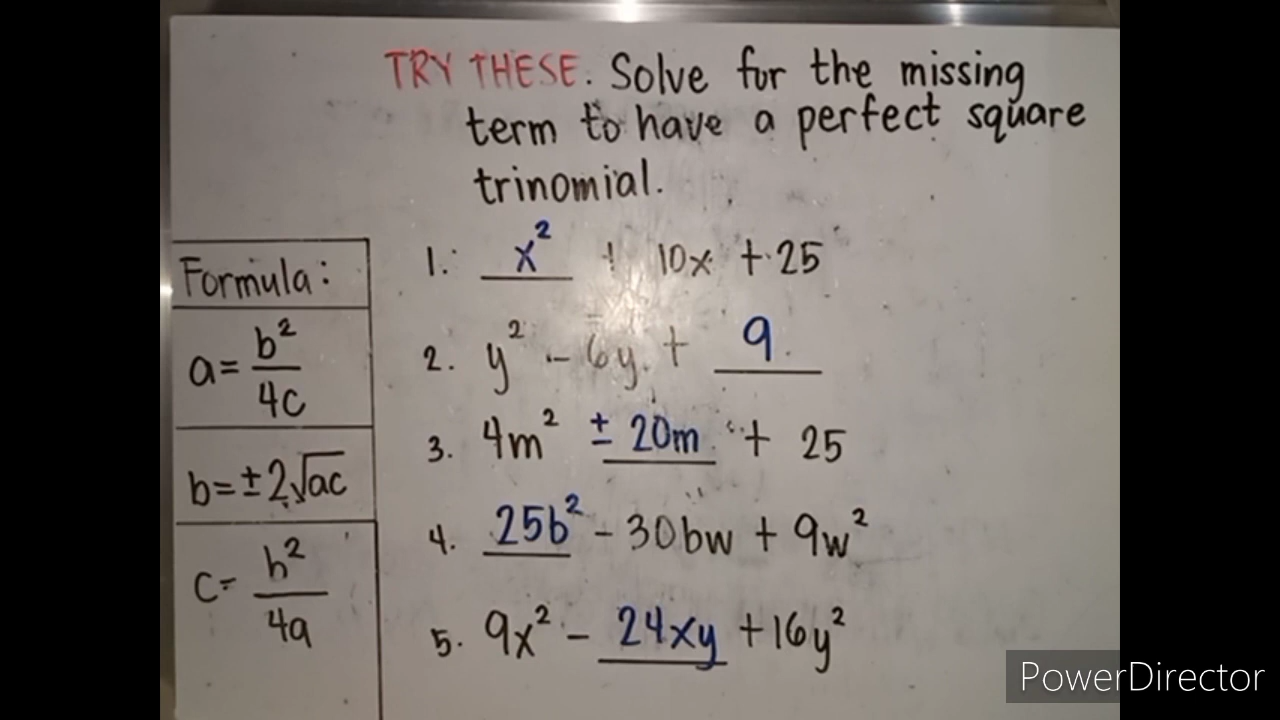 TRY THESE: Solve for the missing
term to have a perfect square
trinomial.
Formula:
a = b²/4c
b = ±2√ac
c = b²/4a
1. x² + 10x + 25
2. y² - 6y + 9
3. 4m² ± 20m + 25
4. 25b² - 30bw + 9w²
5. 9x² - 24xy + 16y²
PowerDirector